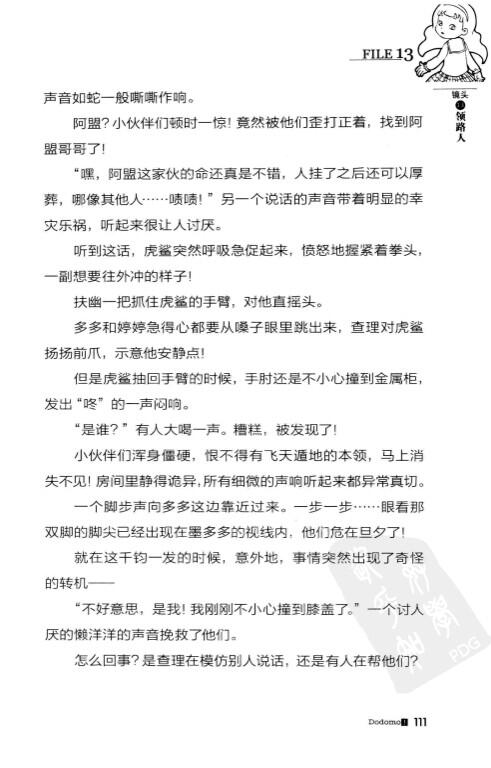 FILE 13
镜头
13
领路人
声音如蛇一般嘶嘶作响。
阿盟？小伙伴们顿时一惊！竟然被他们歪打正着，找到阿
盟哥哥了！
“嘿，阿盟这家伙的命还真是不错，人挂了之后还可以厚
葬，哪像其他人……啧啧！”另一个说话的声音带着明显的幸
灾乐祸，听起来很让人讨厌。
听到这话，虎鲨突然呼吸急促起来，愤怒地握紧着拳头，
一副想要往外冲的样子！
扶幽一把抓住虎鲨的手臂，对他直摇头。
多多和婷婷急得心都要从嗓子眼里跳出来，查理对虎鲨
扬扬前爪，示意他安静点！
但是虎鲨抽回手臂的时候，手肘还是不小心撞到金属柜，
发出“咚”的一声闷响。
“是谁？”有人大喝一声。糟糕，被发现了！
小伙伴们浑身僵硬，恨不得有飞天遁地的本领，马上消
失不见！房间里静得诡异，所有细微的声响听起来都异常真切。
一个脚步声向多多这边靠近过来。一步一步……眼看那
双脚的脚尖已经出现在墨多多的视线内，他们危在旦夕了！
就在这千钧一发的时候，意外地，事情突然出现了奇怪
的转机——
“不好意思，是我！我刚刚不小心撞到膝盖了。”一个讨人
厌的懒洋洋的声音挽救了他们。
怎么回事？是查理在模仿别人说话，还是有人在帮他们？
PDG
Dodomo! 111